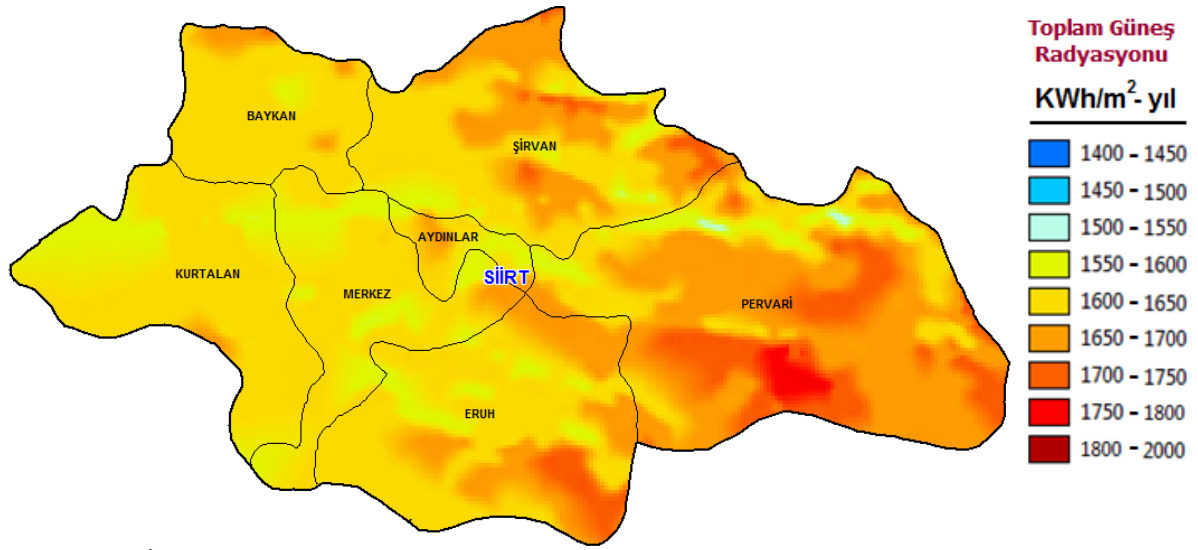 Toplam Güneş
Radyasyonu
KWh/m²- yıl
1400 - 1450
1450 - 1500
1500 - 1550
1550 - 1600
1600 - 1650
1650 - 1700
1700 - 1750
1750 - 1800
1800 - 2000
BAYKAN
ŞİRVAN
AYDINLAR
SİİRT
KURTALAN
MERKEZ
PERVARİ
ERUH